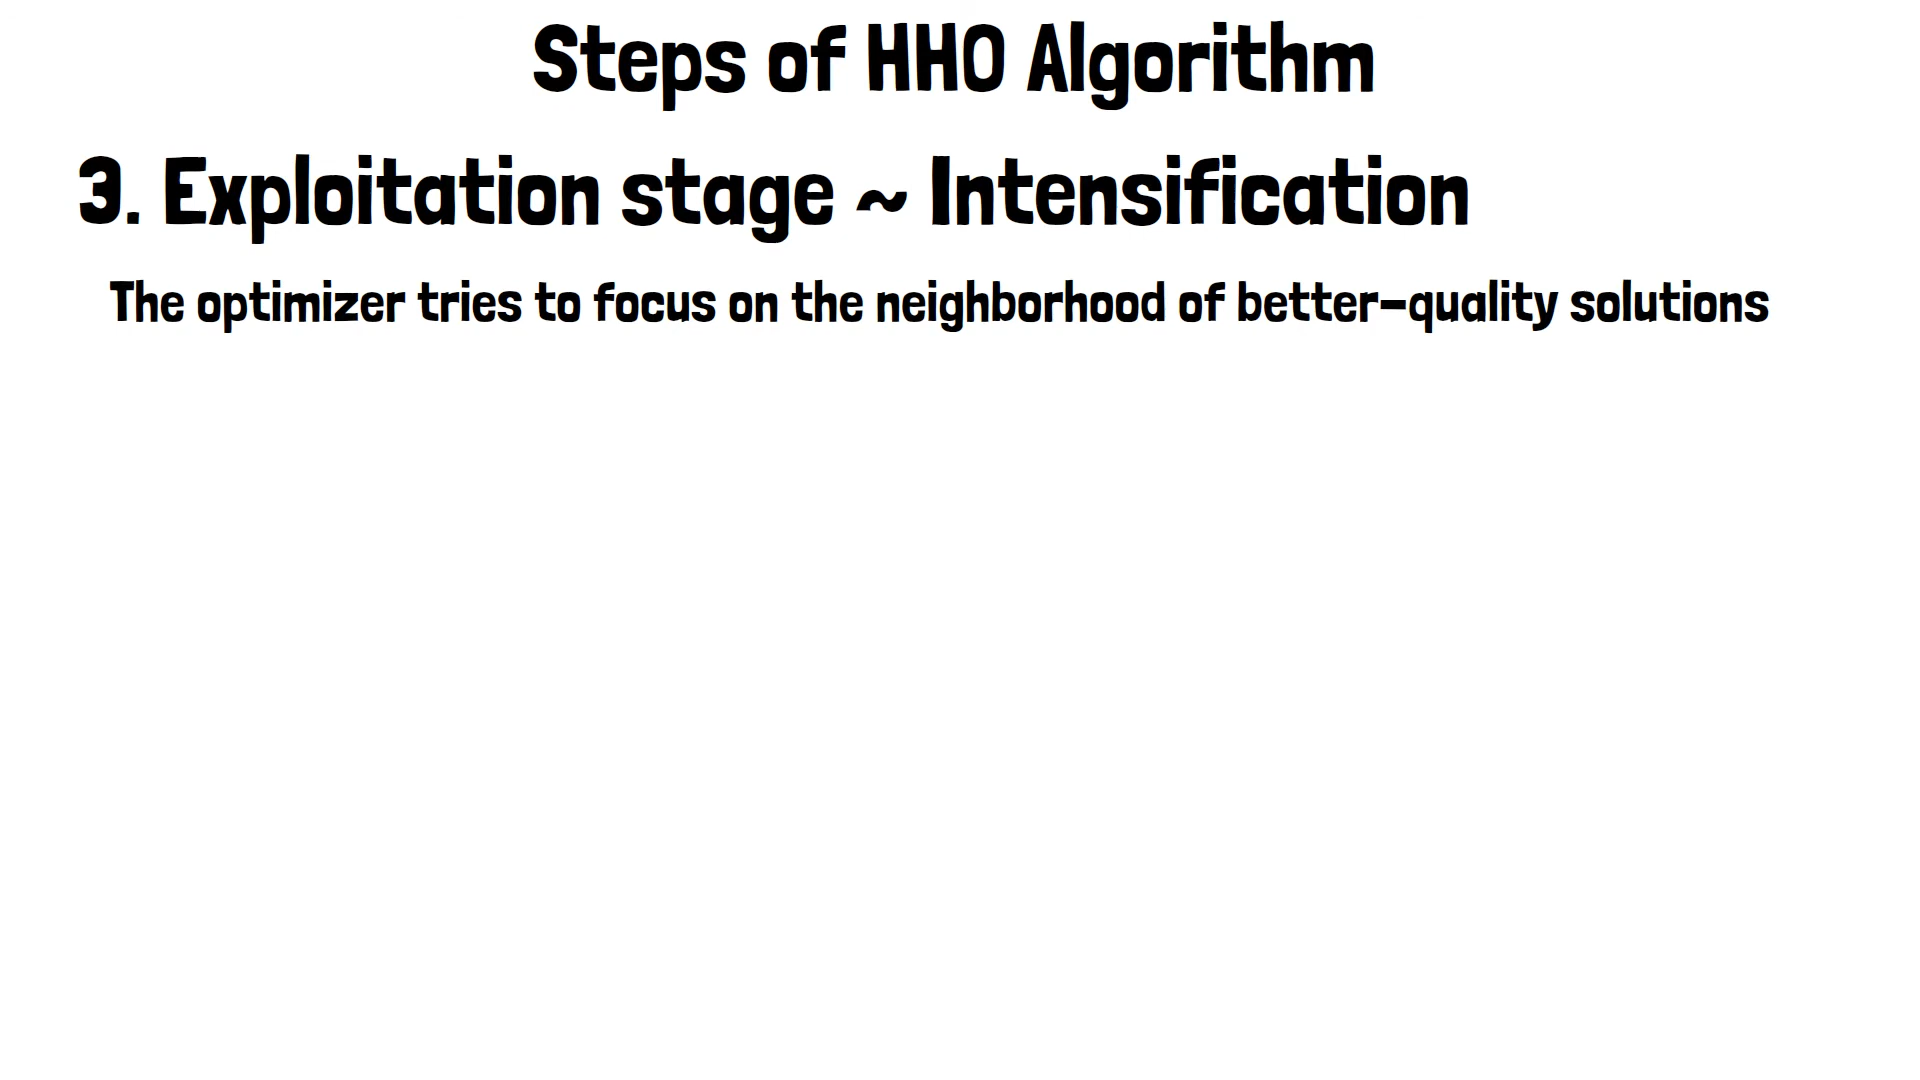 Steps of HHO Algorithm
3. Exploitation stage ~ Intensification
The optimizer tries to focus on the neighborhood of better-quality solutions